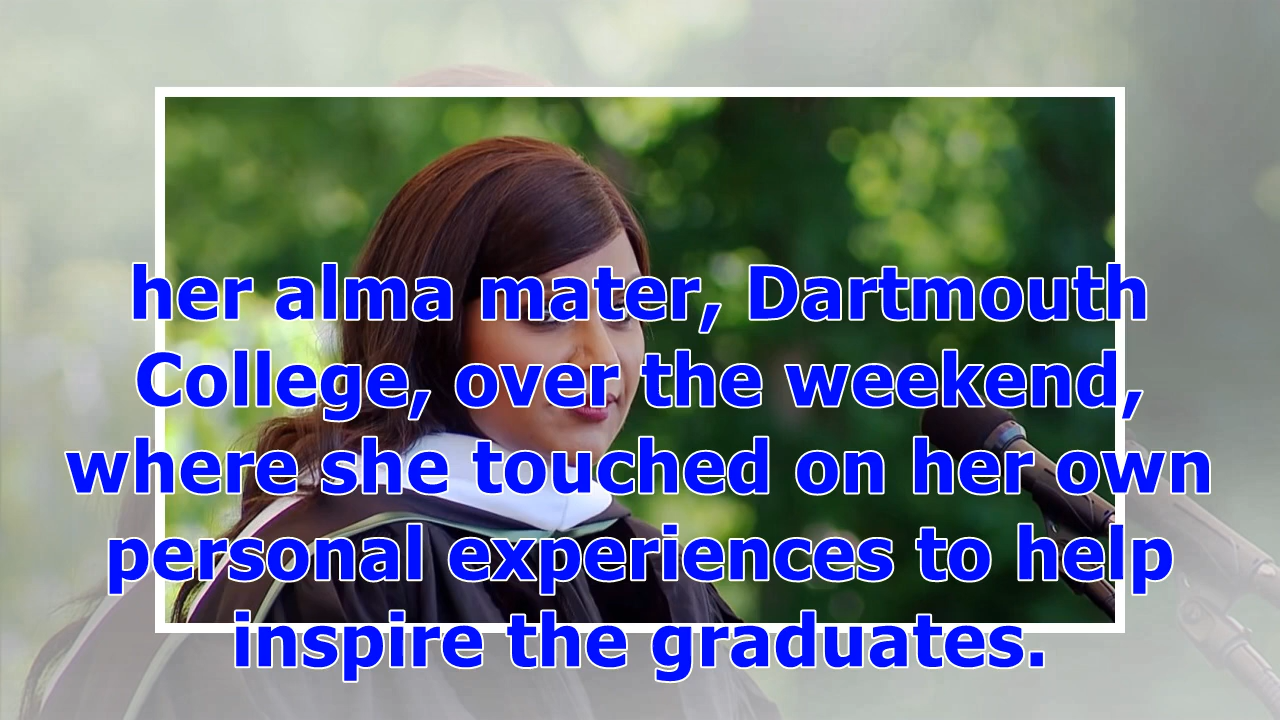 her alma mater, Dartmouth
College, over the weekend,
where she touched on her own
personal experiences to help
inspire the graduates.